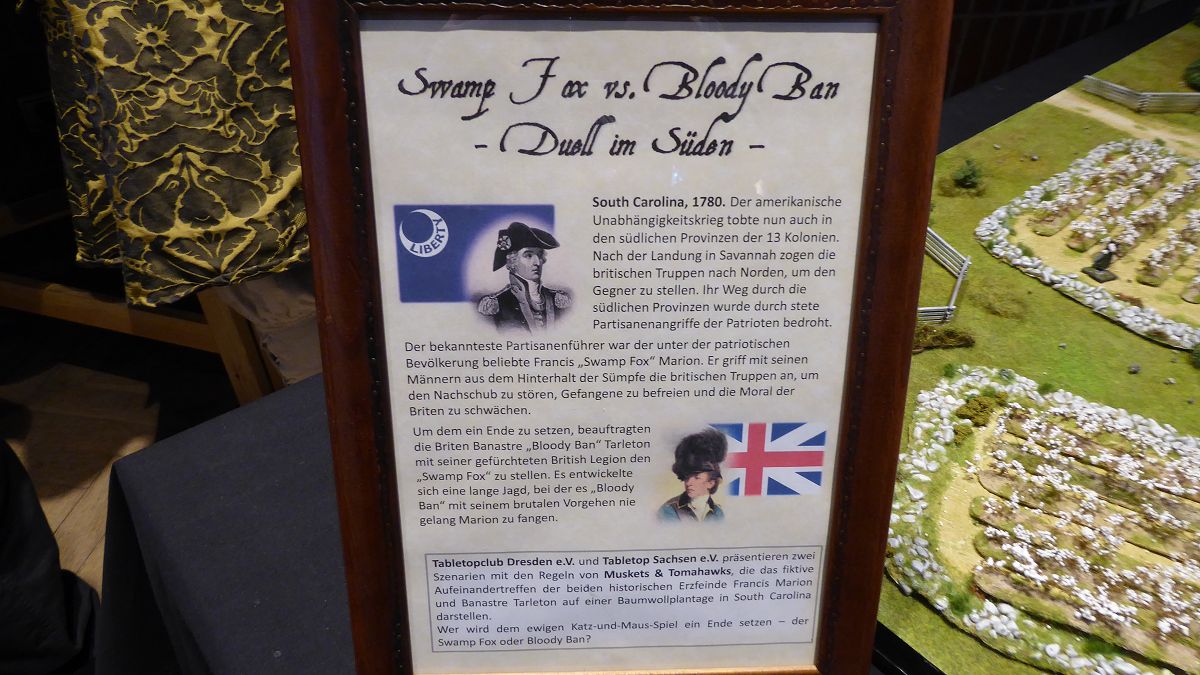 Swamp Fox vs. Bloody Ban
- Duell im Süden -
LIBERTY
South Carolina, 1780. Der amerikanische
Unabhängigkeitskrieg tobte nun auch in
den südlichen Provinzen der 13 Kolonien.
Nach der Landung in Savannah zogen die
britischen Truppen nach Norden, um den
Gegner zu stellen. Ihr Weg durch die
südlichen Provinzen wurde durch stete
Partisanenangriffe der Patrioten bedroht.
Der bekannteste Partisanenführer war der unter der patriotischen
Bevölkerung beliebte Francis „Swamp Fox“ Marion. Er griff mit seinen
Männern aus dem Hinterhalt der Sümpfe die britischen Truppen an, um
den Nachschub zu stören, Gefangene zu befreien und die Moral der
Briten zu schwächen.
Um dem ein Ende zu setzen, beauftragten
die Briten Banastre „Bloody Ban“ Tarleton
mit seiner gefürchteten British Legion den
„Swamp Fox“ zu stellen. Es entwickelte
sich eine lange Jagd, bei der es „Bloody
Ban“ mit seinem brutalen Vorgehen nie
gelang Marion zu fangen.
Tabletopclub Dresden e.V. und Tabletop Sachsen e.V. präsentieren zwei
Szenarien mit den Regeln von Muskets & Tomahawks, die das fiktive
Aufeinandertreffen der beiden historischen Erzfeinde Francis Marion
und Banastre Tarleton auf einer Baumwollplantage in South Carolina
darstellen.
Wer wird dem ewigen Katz-und-Maus-Spiel ein Ende setzen – der
Swamp Fox oder Bloody Ban?